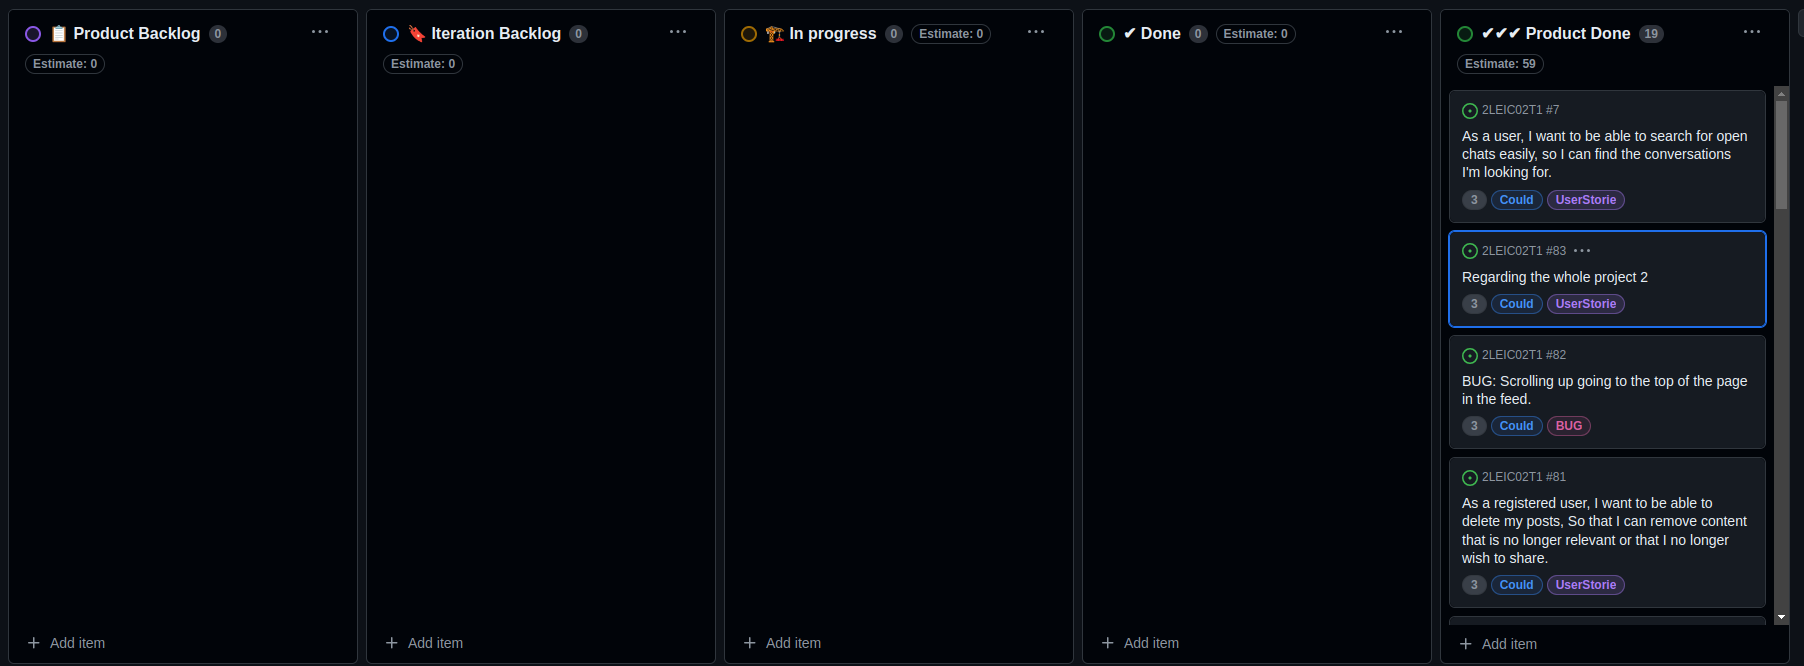 📋 Product Backlog 0
Estimate: 0
Add item
🔖 Iteration Backlog 0
Estimate: 0
Add item
🏗️ In progress 0 Estimate: 0
Add item
✔ Done 0 Estimate: 0
Add item
✔✔✔ Product Done 19
Estimate: 59
2LEIC02T1 #7
As a user, I want to be able to search for open
chats easily, so I can find the conversations
I'm looking for.
3 Could UserStorie
2LEIC02T1 #83
Regarding the whole project 2
3 Could UserStorie
2LEIC02T1 #82
BUG: Scrolling up going to the top of the page
in the feed.
3 Could BUG
2LEIC02T1 #81
As a registered user, I want to be able to
delete my posts, So that I can remove content
that is no longer relevant or that I no longer
wish to share.
3 Could UserStorie
Add item